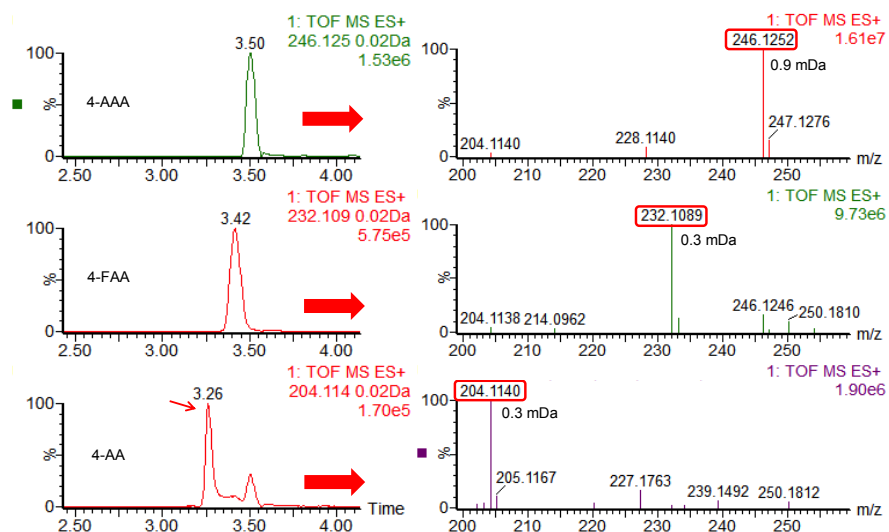 1: TOF MS ES+
246.125 0.02Da
1.53e6
3.50
100
%
0
4-AAA
2.50 3.00 3.50 4.00
1: TOF MS ES+
1.61e7
246.1252
0.9 mDa
100
%
0
204.1140
228.1140
247.1276
200 210 220 230 240 250
m/z
1: TOF MS ES+
232.109 0.02Da
5.75e5
3.42
100
%
0
4-FAA
2.50 3.00 3.50 4.00
1: TOF MS ES+
9.73e6
232.1089
0.3 mDa
100
%
0
204.1138
214.0962
246.1246
250.1810
200 210 220 230 240 250
m/z
1: TOF MS ES+
204.114 0.02Da
1.70e5
3.26
100
%
0
4-AA
2.50 3.00 3.50 4.00
Time
1: TOF MS ES+
1.90e6
204.1140
0.3 mDa
100
%
0
205.1167
227.1763
239.1492
250.1812
200 210 220 230 240 250
m/z